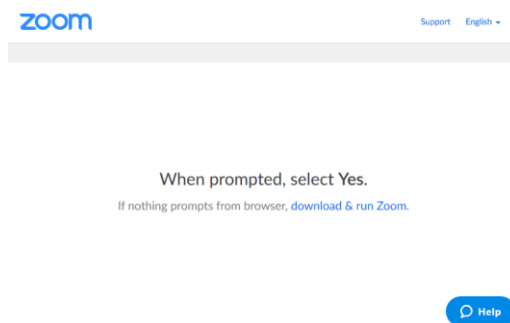 zoom
Support English
When prompted, select Yes.
If nothing prompts from browser, download & run Zoom.
Help